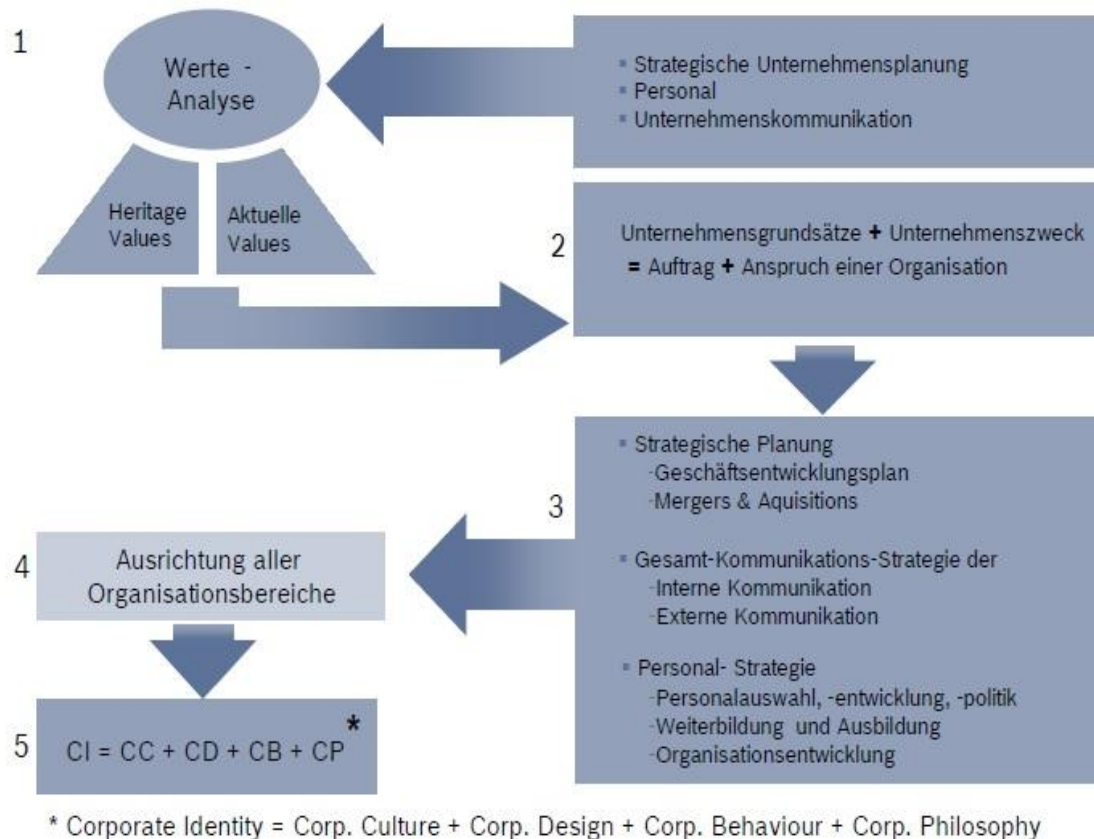 1
Werte -
Analyse
Heritage
Values
Aktuelle
Values
▪ Strategische Unternehmensplanung
▪ Personal
▪ Unternehmenskommunikation
2
Unternehmensgrundsätze + Unternehmenszweck
= Auftrag + Anspruch einer Organisation
3
▪ Strategische Planung
-Geschäftsentwicklungsplan
-Mergers & Aquisitions
▪ Gesamt-Kommunikations-Strategie der
-Interne Kommunikation
-Externe Kommunikation
▪ Personal- Strategie
-Personalauswahl, -entwicklung, -politik
-Weiterbildung und Ausbildung
-Organisationsentwicklung
4
Ausrichtung aller
Organisationsbereiche
5
CI = CC + CD + CB + CP*
* Corporate Identity = Corp. Culture + Corp. Design + Corp. Behaviour + Corp. Philosophy